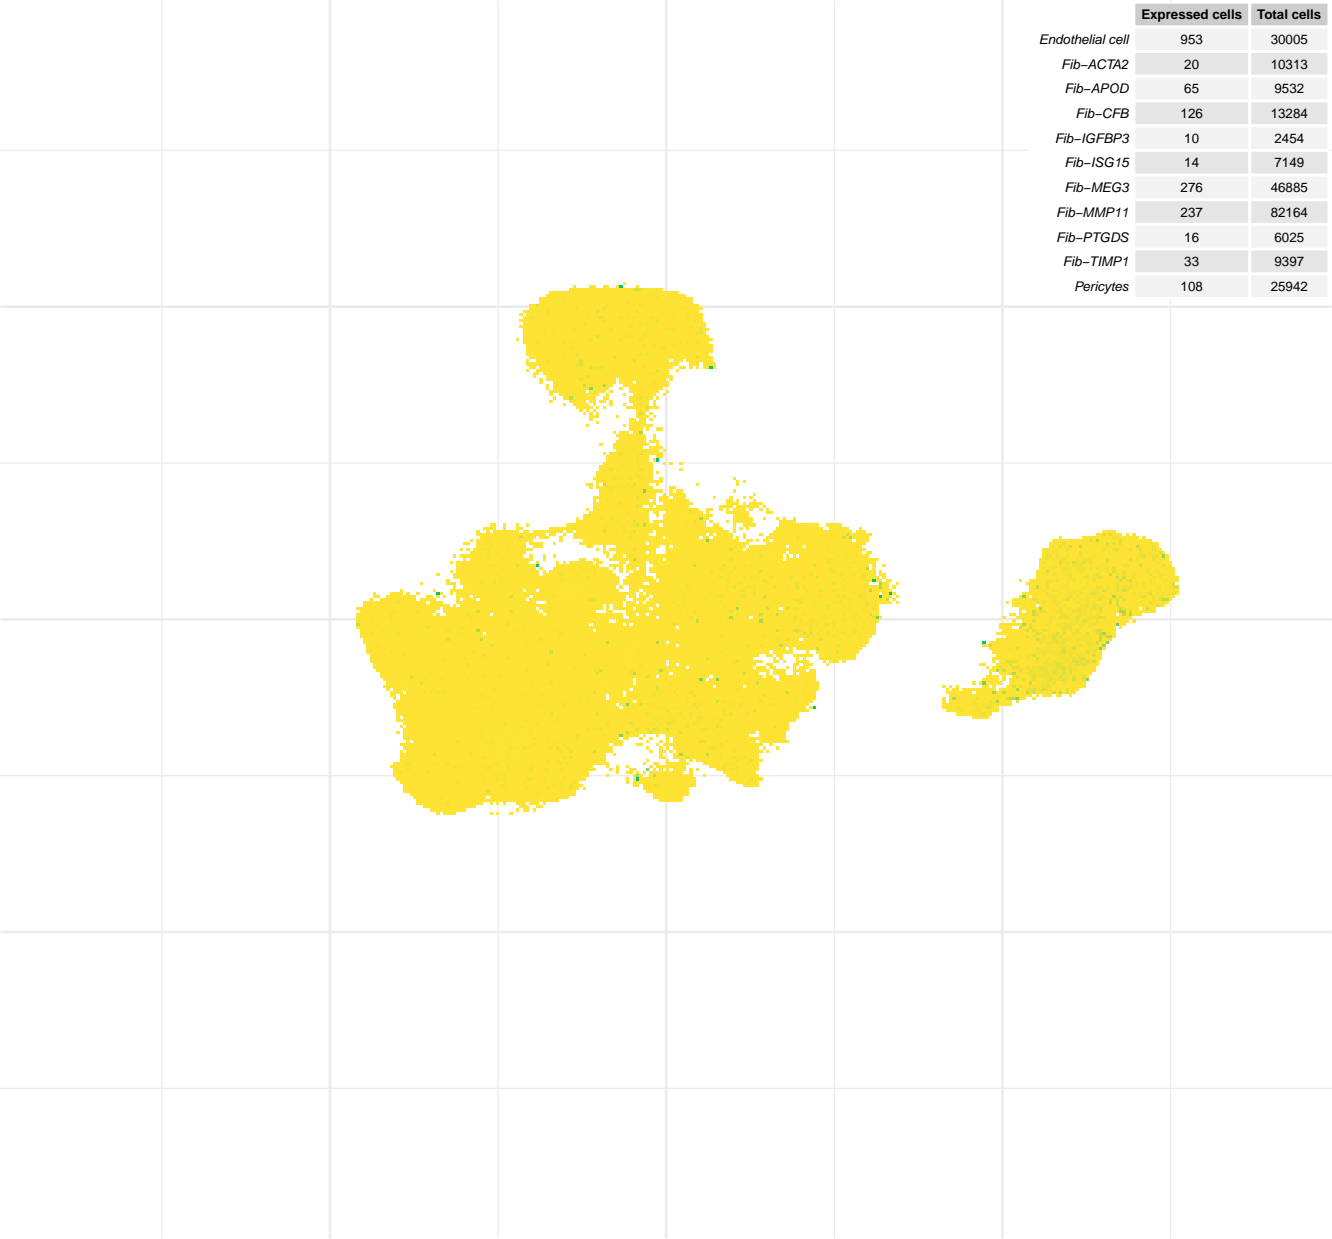 Expressed cells Total cells
Endothelial cell 953 30005
Fib−ACTA2 20 10313
Fib−APOD 65 9532
Fib−CFB 126 13284
Fib−IGFBP3 10 2454
Fib−ISG15 14 7149
Fib−MEG3 276 46885
Fib−MMP11 237 82164
Fib−PTGDS 16 6025
Fib−TIMP1 33 9397
Pericytes 108 25942